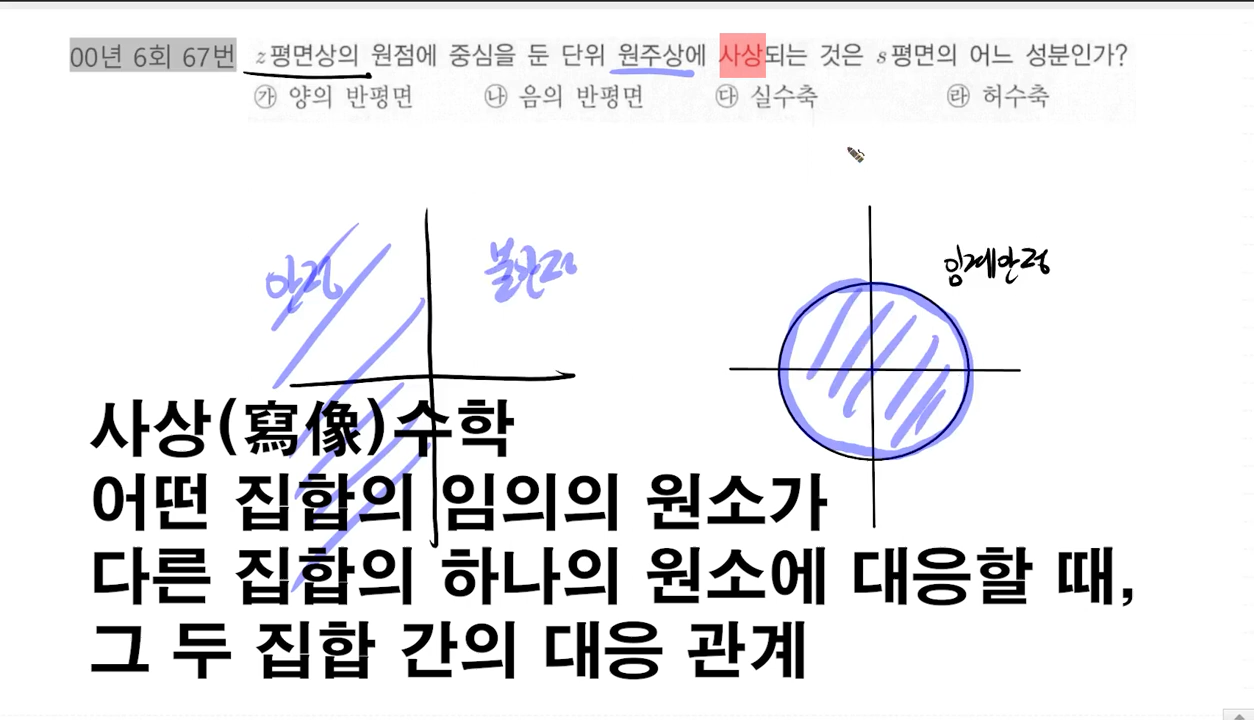 00년 6회 67번 z평면상의 원점에 중심을 둔 단위 원주상에 사상되는 것은 s평면의 어느 성분인가?
㉮ 양의 반평면 ㉯ 음의 반평면 ㉰ 실수축 ㉱ 허수축
안정 불안정 임계안정
사상(寫像)수학
어떤 집합의 임의의 원소가
다른 집합의 하나의 원소에 대응할 때,
그 두 집합 간의 대응 관계